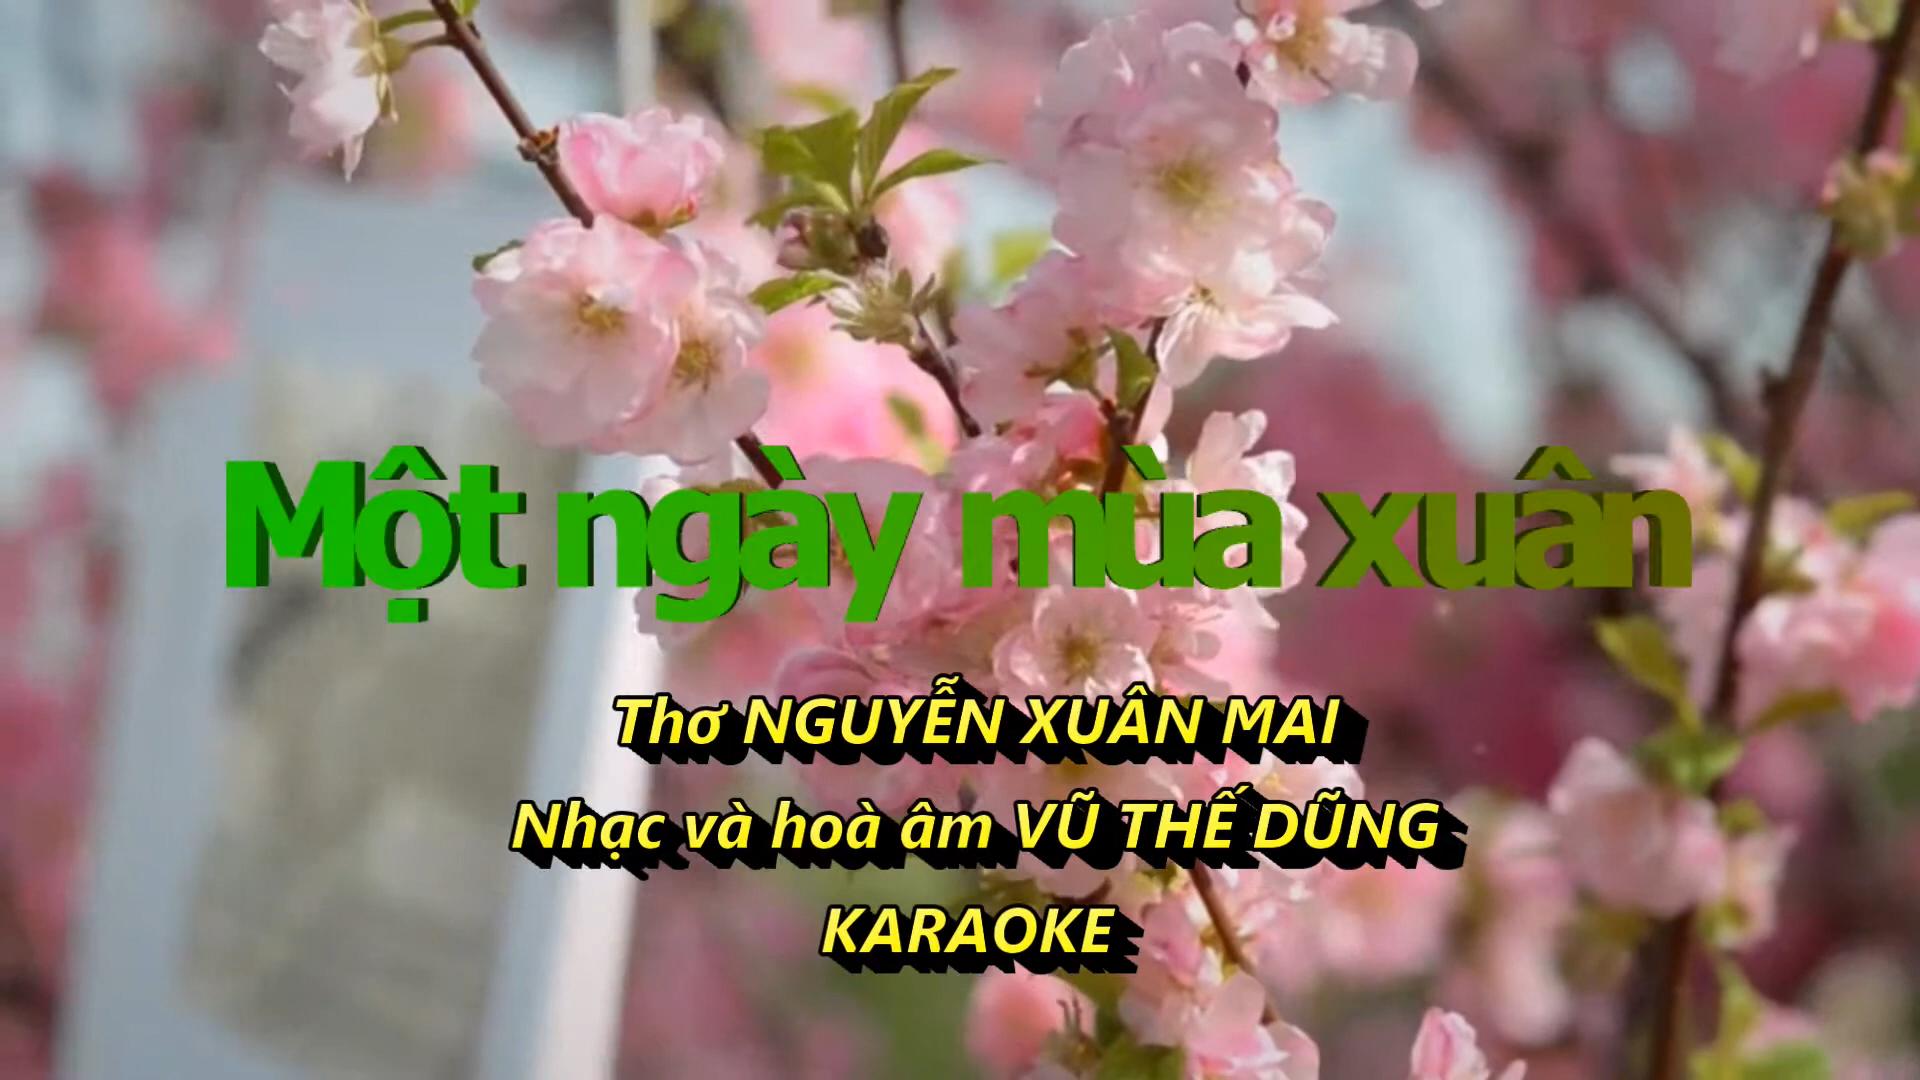 Một ngày mùa xuân
Thơ NGUYỄN XUÂN MAI
Nhạc và hoà âm VŨ THẾ DŨNG
KARAOKE